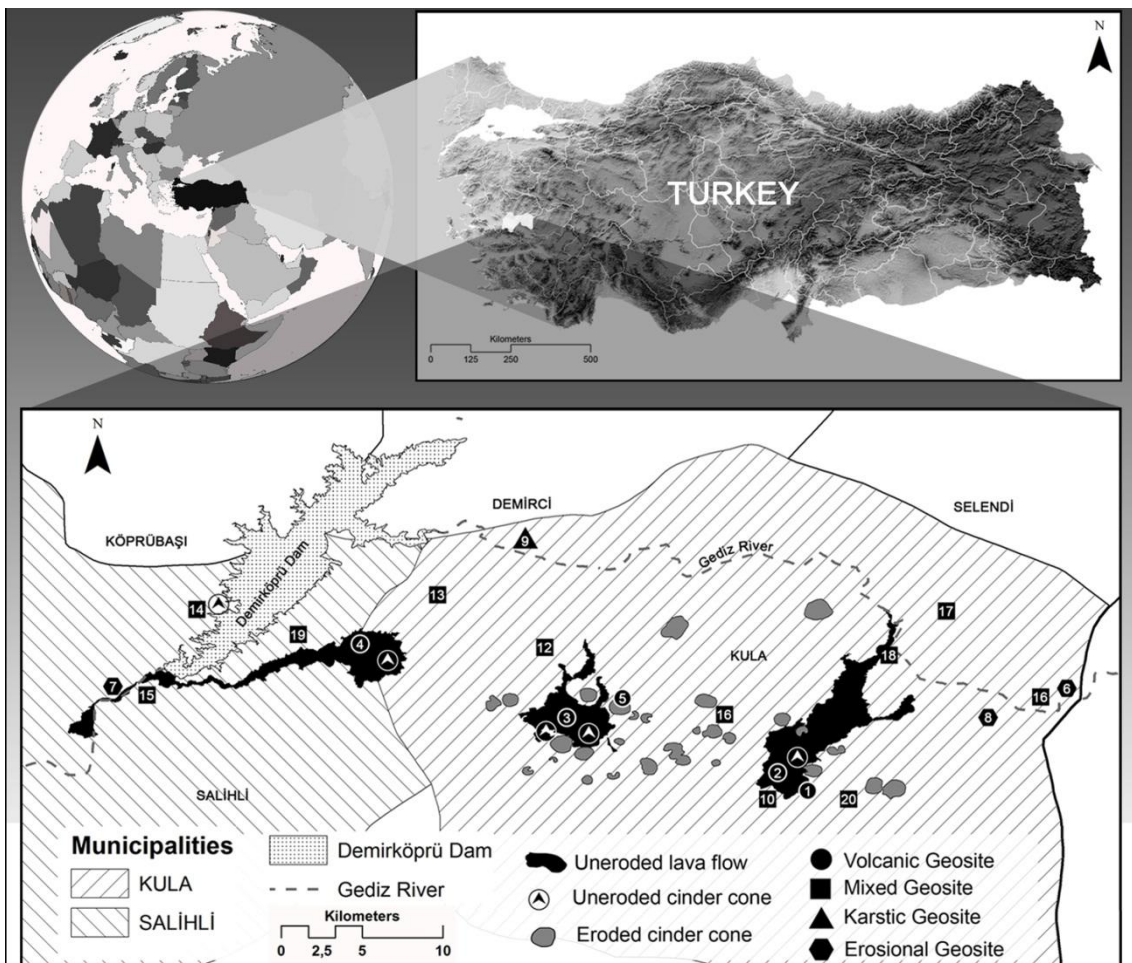 N
TURKEY
Kilometers
0 125 250 500
N
KÖPRÜBAŞI
DEMİRCİ
SELENDİ
9
Gediz River
Demirköprü Dam
14
13
17
19
4
12
KULA
18
7
15
5
16
16
6
3
8
2
1
10
20
SALİHLİ
Municipalities
KULA
SALİHLİ
Demirköprü Dam
Gediz River
Kilometers
0 2,5 5 10
Uneroded lava flow
Uneroded cinder cone
Eroded cinder cone
Volcanic Geosite
Mixed Geosite
Karstic Geosite
Erosional Geosite